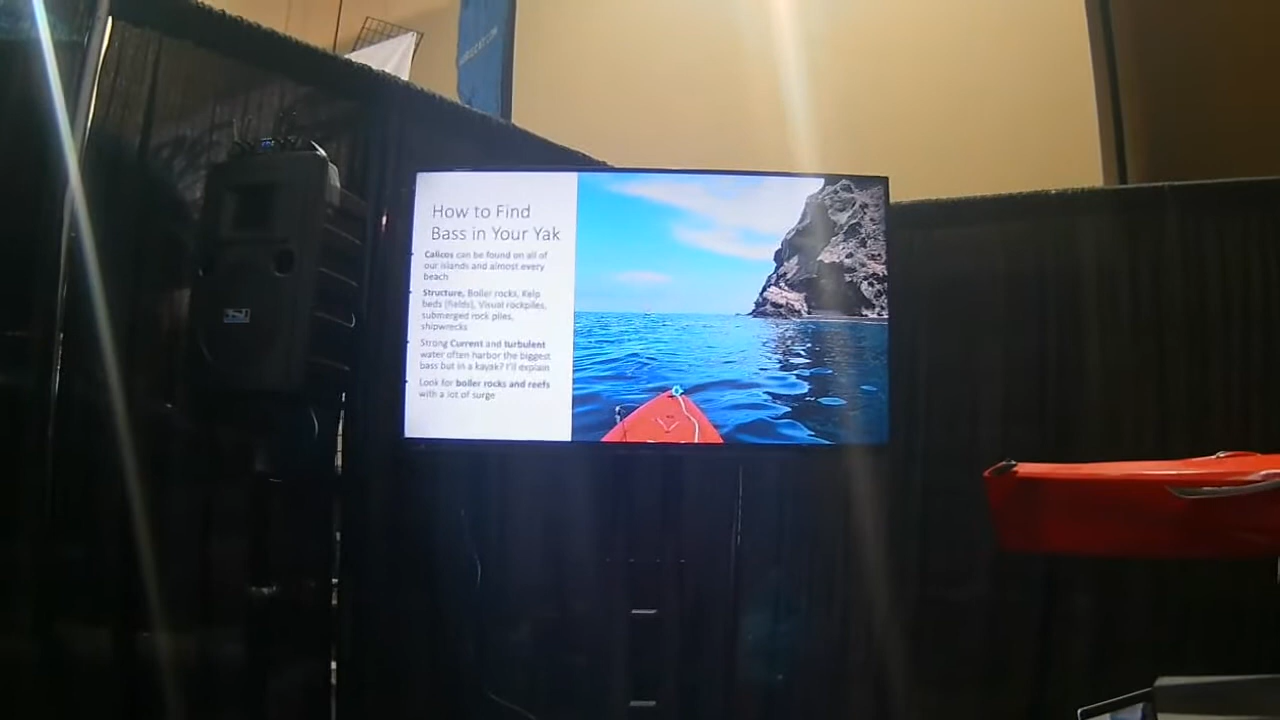 How to Find
Bass in Your Yak
Calicos can be found on all of
our islands and almost every
beach
Structure, Boiler rocks, Kelp
beds (fields), Visual rockpiles,
submerged rock piles,
shipwrecks
Strong Current and turbulent
water often harbor the biggest
bass but in a kayak? I'll explain
Look for boiler rocks and reefs
with a lot of surge